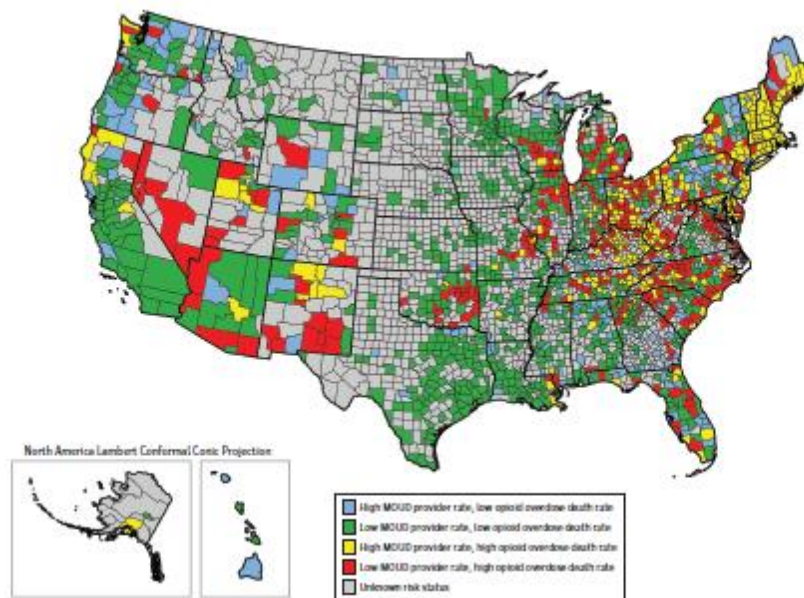 North America Lambert Conformal Conic Projection
High MOUD provider rate, low opioid overdose death rate
Low MOUD provider rate, low opioid overdose death rate
High MOUD provider rate, high opioid overdose death rate
Low MOUD provider rate, high opioid overdose death rate
Unknown risk status